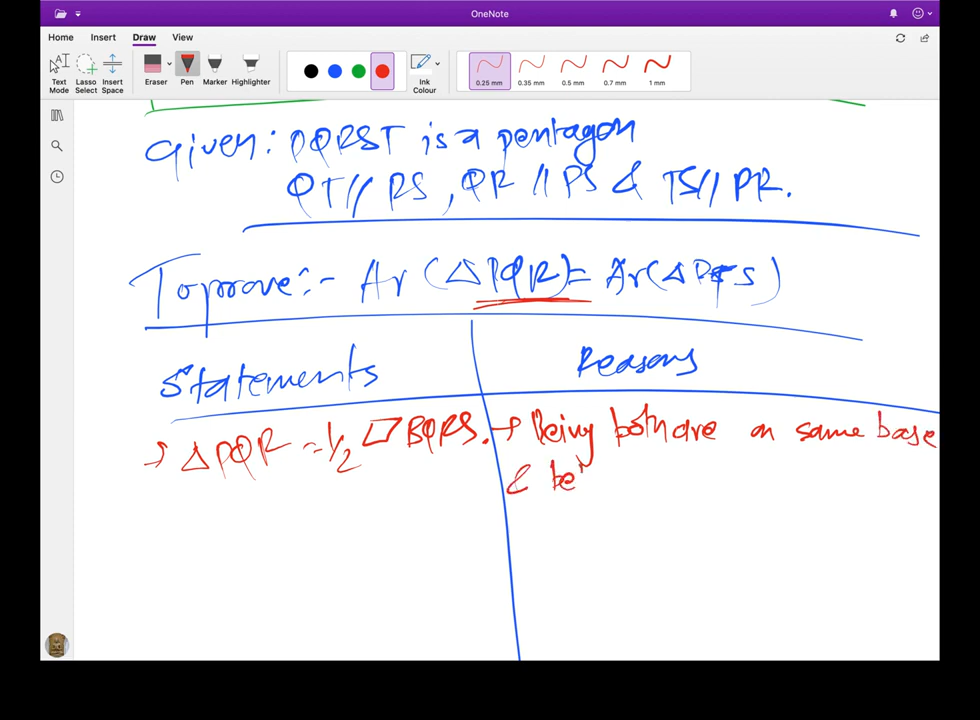 OneNote
Home Insert Draw View
Text Mode
Lasso Select
Insert Space
Eraser
Pen
Marker
Highlighter
Ink Colour
0.25 mm
0.35 mm
0.5 mm
0.7 mm
1 mm
Given: PQRST is a pentagon
QT// RS, QR // PS & TS// PR.
To prove:- Ar (△PQR)= Ar(△PTS)
Statements Reasons
→ △PQR =1/2 ▱ BQRS. → Being both are on same base
& be